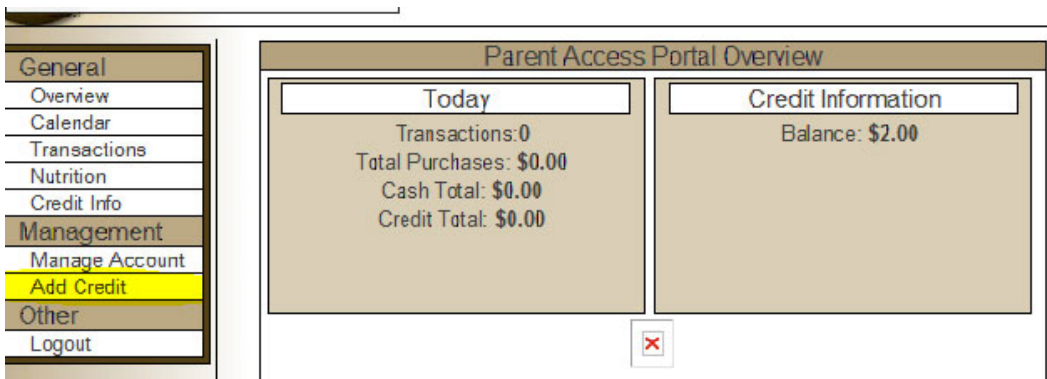 General
Overview
Calendar
Transactions
Nutrition
Credit Info
Management
Manage Account
Add Credit
Other
Logout
Parent Access Portal Overview
Today
Transactions:0
Total Purchases: $0.00
Cash Total: $0.00
Credit Total: $0.00
Credit Information
Balance: $2.00